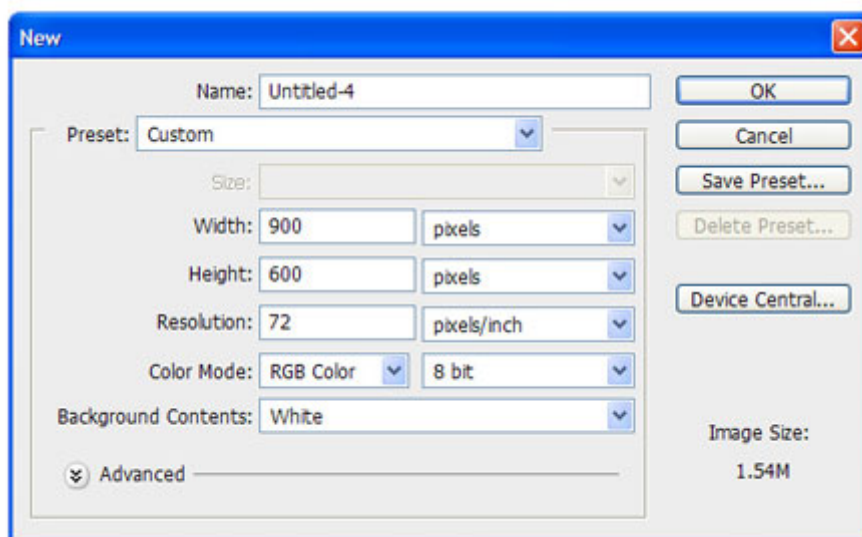 New
Name: Untitled-4
OK
Preset: Custom
Cancel
Size:
Save Preset...
Width: 900 pixels
Delete Preset...
Height: 600 pixels
Device Central...
Resolution: 72 pixels/inch
Color Mode: RGB Color 8 bit
Background Contents: White
Image Size:
Advanced
1.54M